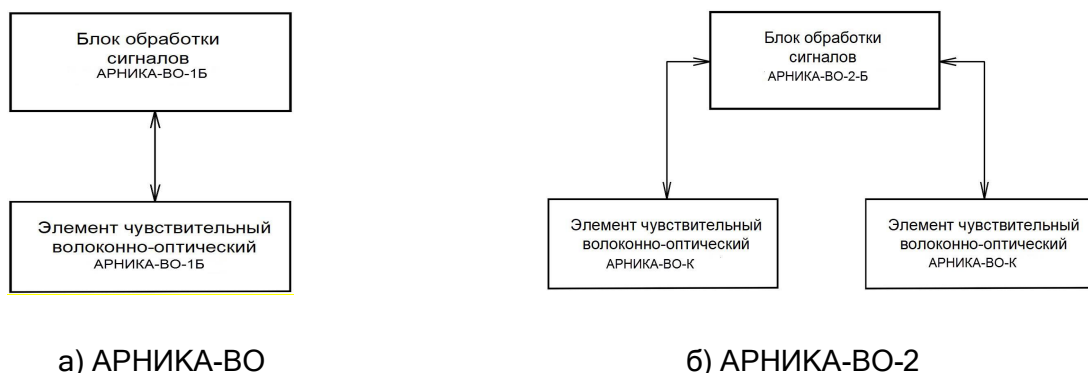 Блок обработки
сигналов
АРНИКА-ВО-1Б
Элемент чувствительный
волоконно-оптический
АРНИКА-ВО-1Б
а) АРНИКА-ВО
Блок обработки
сигналов
АРНИКА-ВО-2-Б
Элемент чувствительный
волоконно-оптический
АРНИКА-ВО-К
Элемент чувствительный
волоконно-оптический
АРНИКА-ВО-К
б) АРНИКА-ВО-2